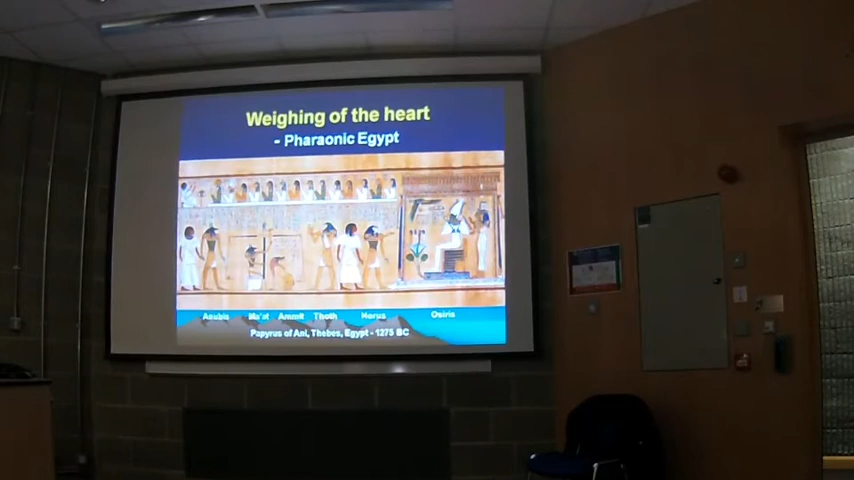 Weighing of the heart
- Pharaonic Egypt
Anubis Ma'at Ammit Thoth Horus Osiris
Papyrus of Ani, Thebes, Egypt - 1275 BC